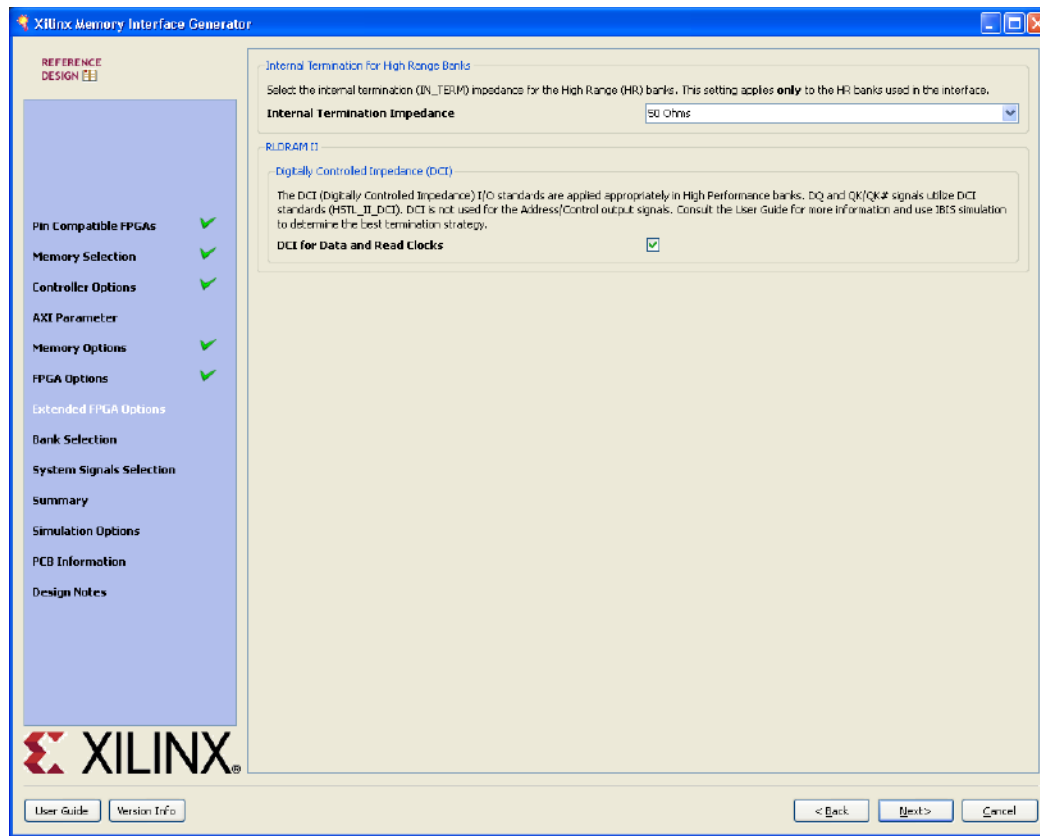 Xilinx Memory Interface Generator
REFERENCE
DESIGN
Pin Compatible FPGAs
Memory Selection
Controller Options
AXI Parameter
Memory Options
FPGA Options
Extended FPGA Options
Bank Selection
System Signals Selection
Summary
Simulation Options
PCB Information
Design Notes
XILINX®
Internal Termination for High Range Banks
Select the internal termination (IN_TERM) impedance for the High Range (HR) banks. This setting applies only to the HR banks used in the interface.
Internal Termination Impedance
50 Ohms
RLDRAM II
Digitally Controled Impedance (DCI)
The DCI (Digitally Controled Impedance) I/O standards are applied appropriately in High Performance banks. DQ and QK/QK# signals utilize DCI
standards (HSTL_II_DCI). DCI is not used for the Address/Control output signals. Consult the User Guide for more information and use IBIS simulation
to determine the best termination strategy.
DCI for Data and Read Clocks
User Guide
Version Info
< Back
Next>
Cancel